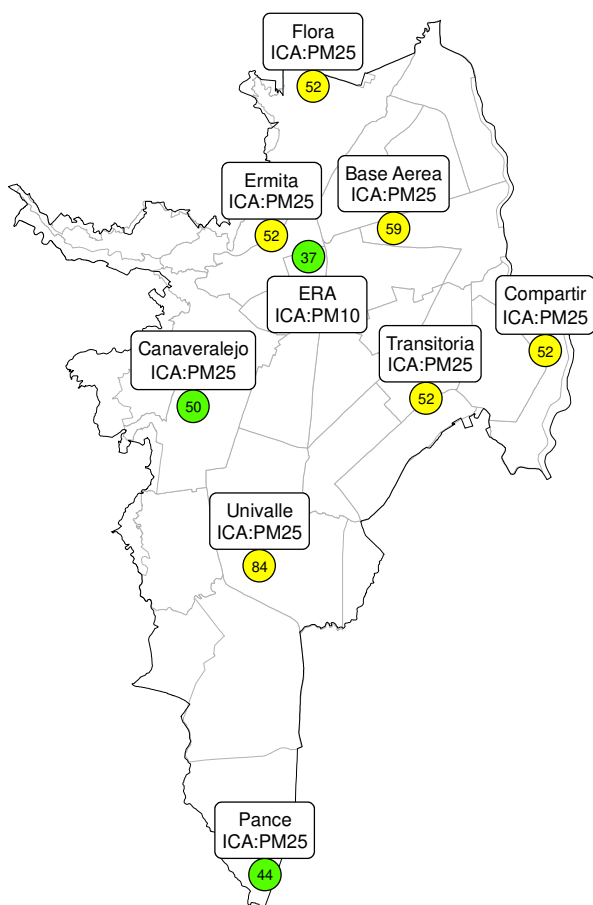 Flora
ICA:PM25
52
Ermita
ICA:PM25
52
Base Aerea
ICA:PM25
59
37
ERA
ICA:PM10
Compartir
ICA:PM25
52
Canaveralejo
ICA:PM25
50
Transitoria
ICA:PM25
52
Univalle
ICA:PM25
84
Pance
ICA:PM25
44